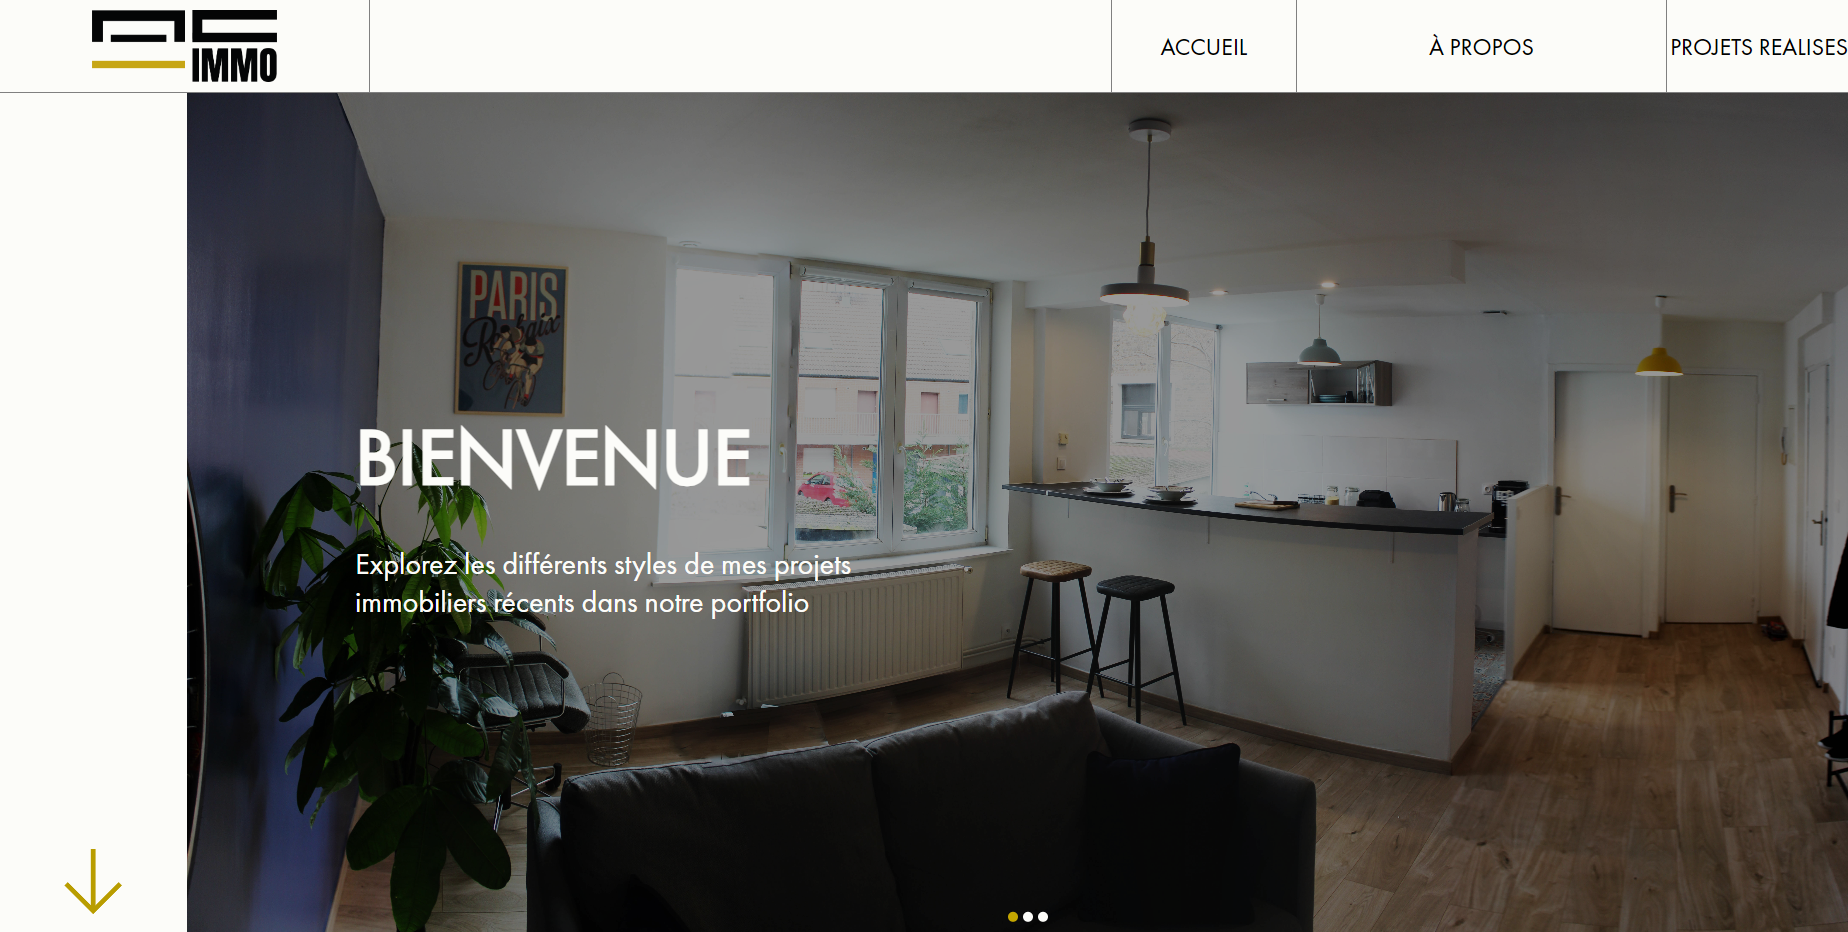 AC
IMMO
ACCUEIL
À PROPOS
PROJETS REALISES
PARIS
Roubaix
BIENVENUE
Explorez les différents styles de mes projets
immobiliers récents dans notre portfolio